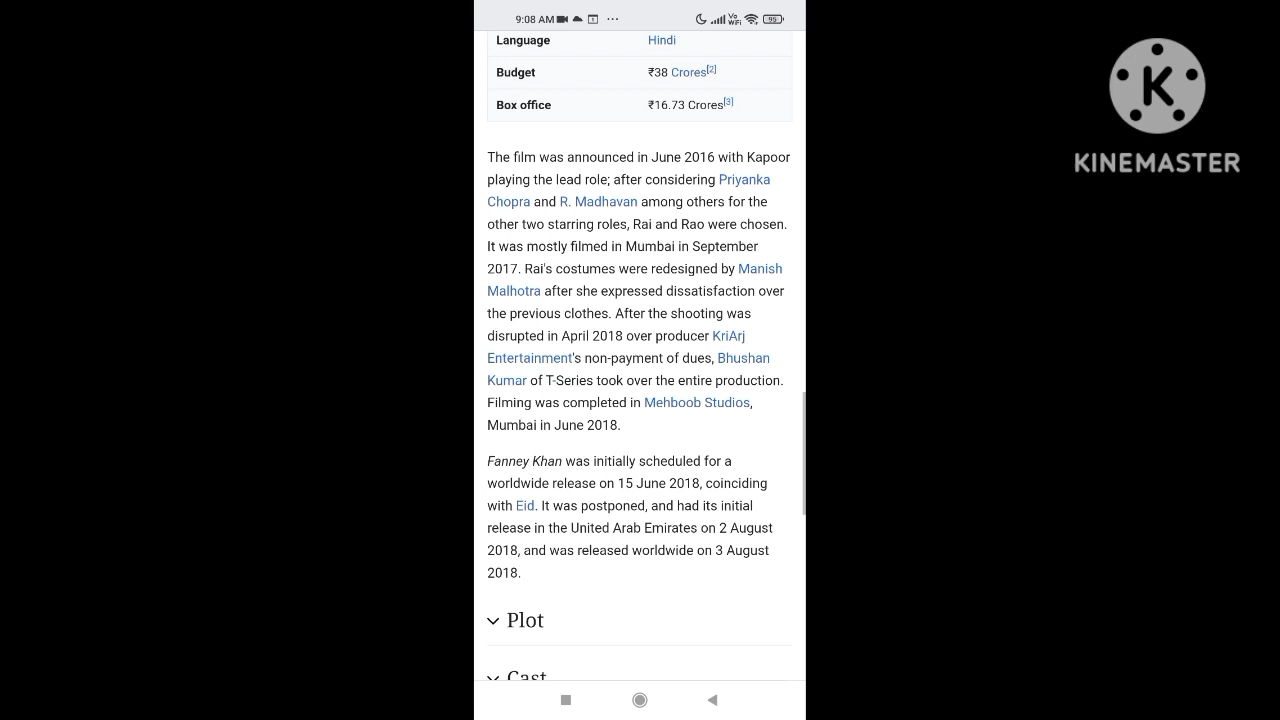 9:08 AM
Vo
WiFi
95
Language Hindi
Budget ₹38 Crores[2]
Box office ₹16.73 Crores[3]
The film was announced in June 2016 with Kapoor
playing the lead role; after considering Priyanka
Chopra and R. Madhavan among others for the
other two starring roles, Rai and Rao were chosen.
It was mostly filmed in Mumbai in September
2017. Rai's costumes were redesigned by Manish
Malhotra after she expressed dissatisfaction over
the previous clothes. After the shooting was
disrupted in April 2018 over producer KriArj
Entertainment's non-payment of dues, Bhushan
Kumar of T-Series took over the entire production.
Filming was completed in Mehboob Studios,
Mumbai in June 2018.
Fanney Khan was initially scheduled for a
worldwide release on 15 June 2018, coinciding
with Eid. It was postponed, and had its initial
release in the United Arab Emirates on 2 August
2018, and was released worldwide on 3 August
2018.
Plot
Cast
K
KINEMASTER